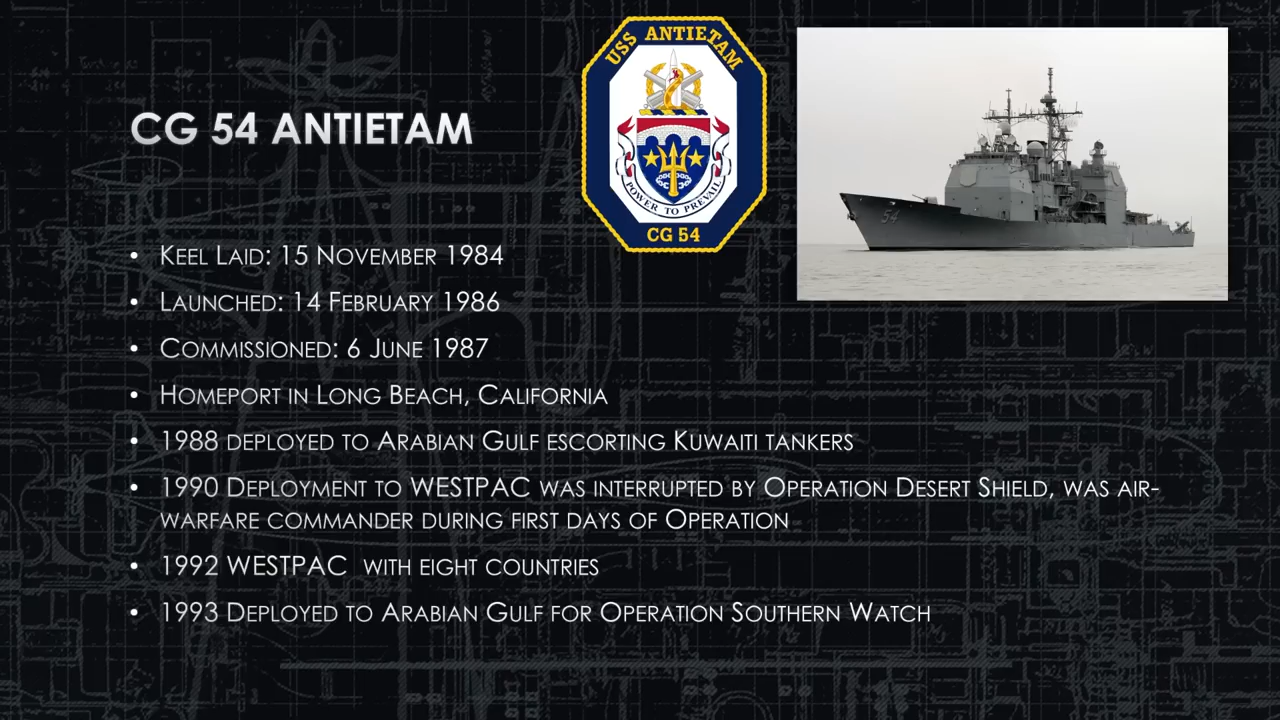 USS ANTIETAM
POWER TO PREVAIL
CG 54
54
CG 54 ANTIETAM
• Keel Laid: 15 November 1984
• Launched: 14 February 1986
• Commissioned: 6 June 1987
• Homeport in Long Beach, California
• 1988 deployed to Arabian Gulf escorting Kuwaiti tankers
• 1990 Deployment to WESTPAC was interrupted by Operation Desert Shield, was air-
warfare commander during first days of Operation
• 1992 WESTPAC with eight countries
• 1993 Deployed to Arabian Gulf for Operation Southern Watch